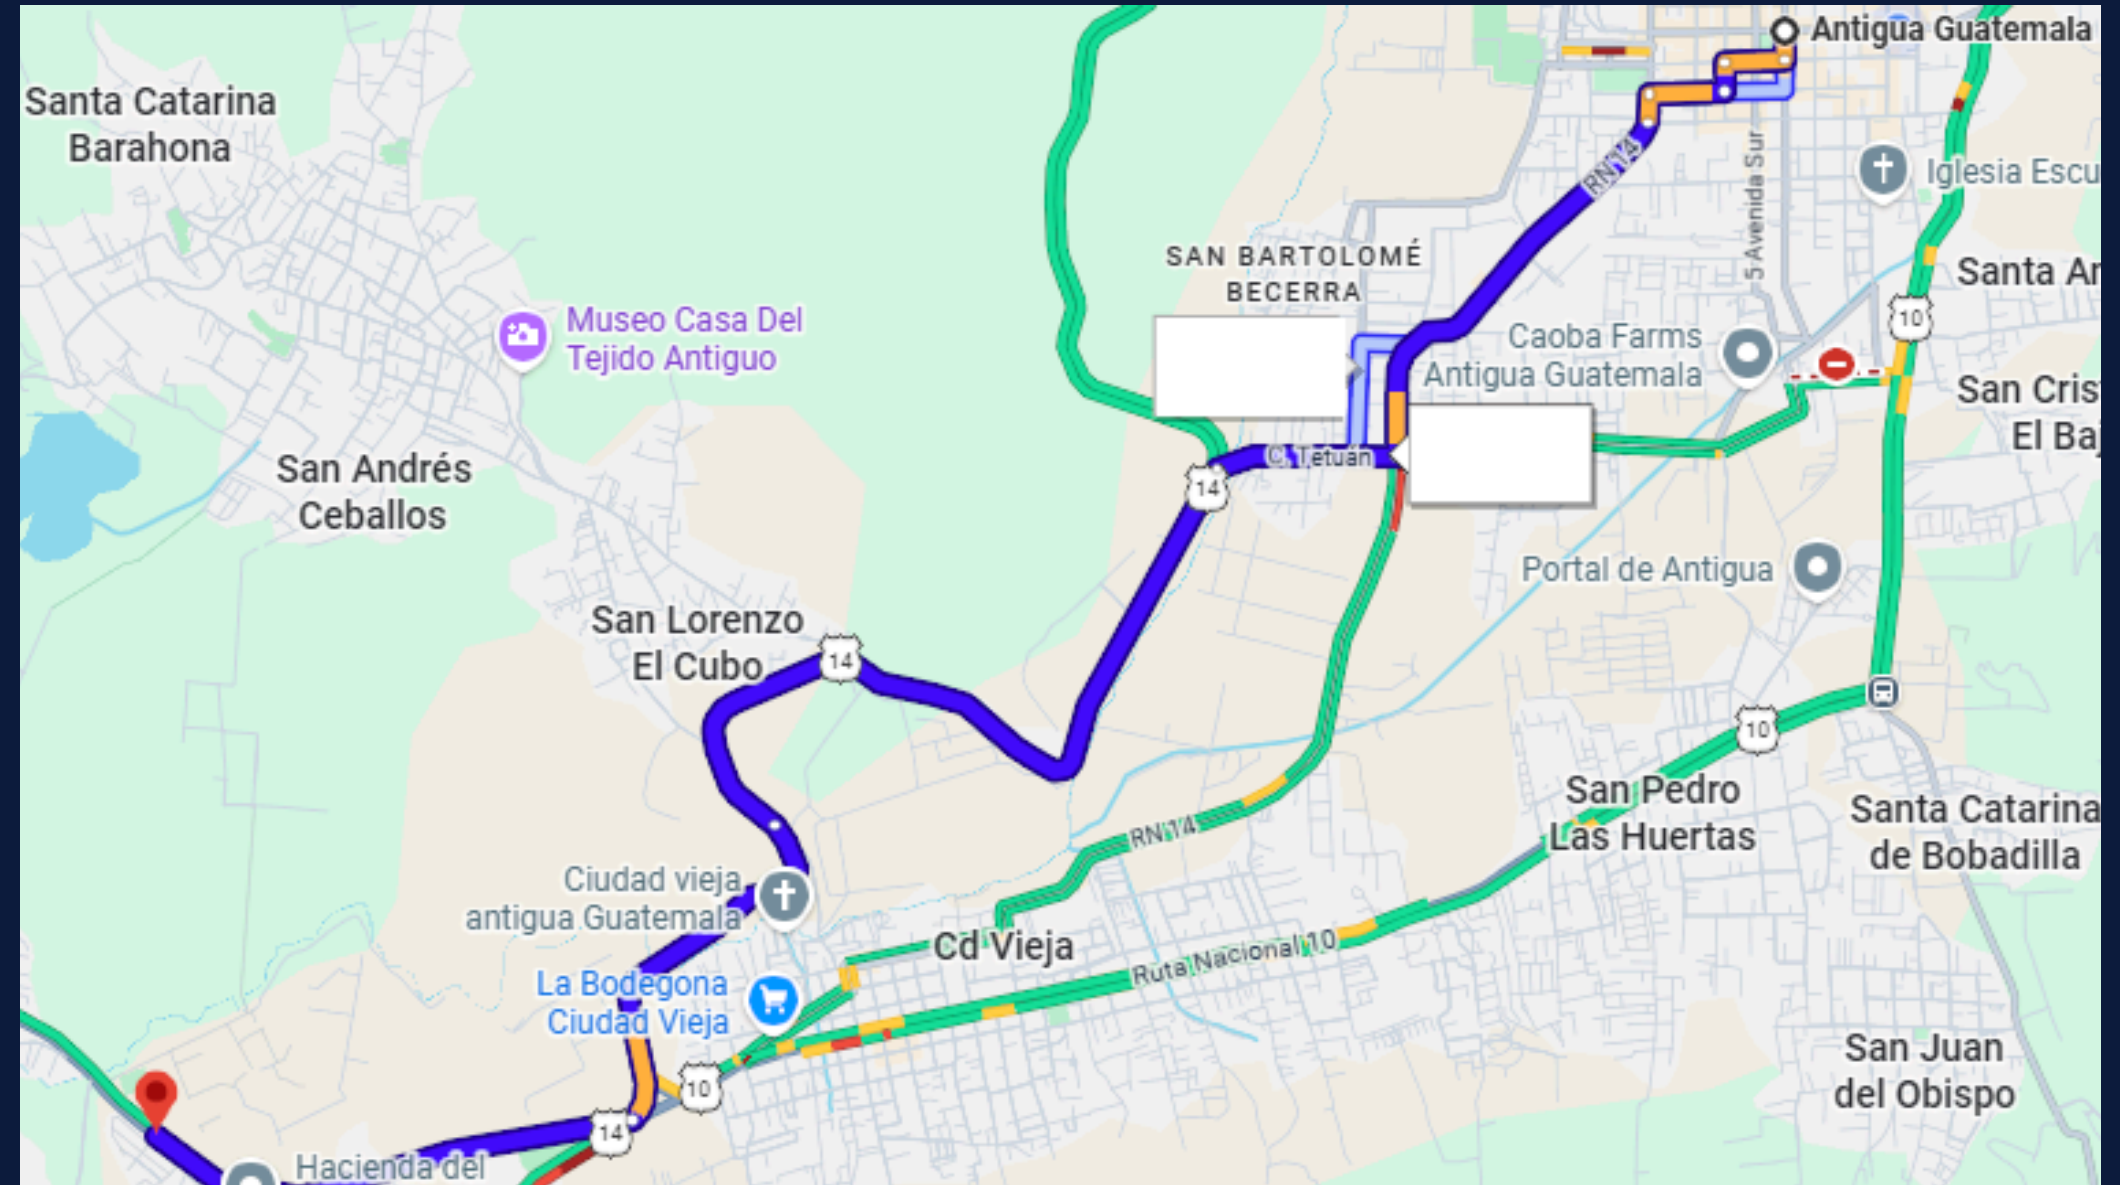 Antigua Guatemala
Santa Catarina
Barahona
RN 14
5 Avenida Sur
Iglesia Escu
SAN BARTOLOMÉ
BECERRA
Santa Ar
10
Museo Casa Del
Tejido Antiguo
Caoba Farms
Antigua Guatemala
San Cris
El Baj
C. Tetuán
14
San Andrés
Ceballos
Portal de Antigua
San Lorenzo
El Cubo
14
10
San Pedro
Las Huertas
Santa Catarina
de Bobadilla
RN 14
Ciudad vieja
antigua Guatemala
Cd Vieja
Ruta Nacional 10
La Bodegona
Ciudad Vieja
10
San Juan
del Obispo
14
Hacienda del